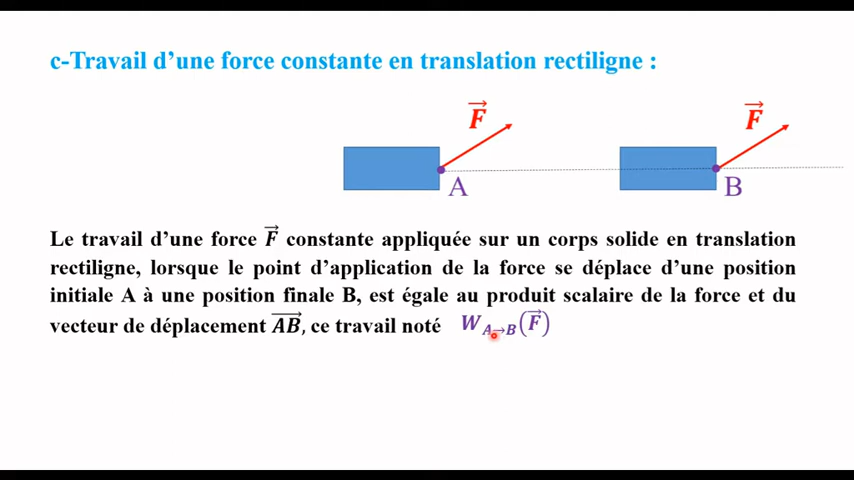 c-Travail d’une force constante en translation rectiligne :
F⃗
F⃗
A
B
Le travail d’une force F⃗ constante appliquée sur un corps solide en translation
rectiligne, lorsque le point d’application de la force se déplace d’une position
initiale A à une position finale B, est égale au produit scalaire de la force et du
vecteur de déplacement A⃗B⃗, ce travail noté W_{A→B}(F⃗)